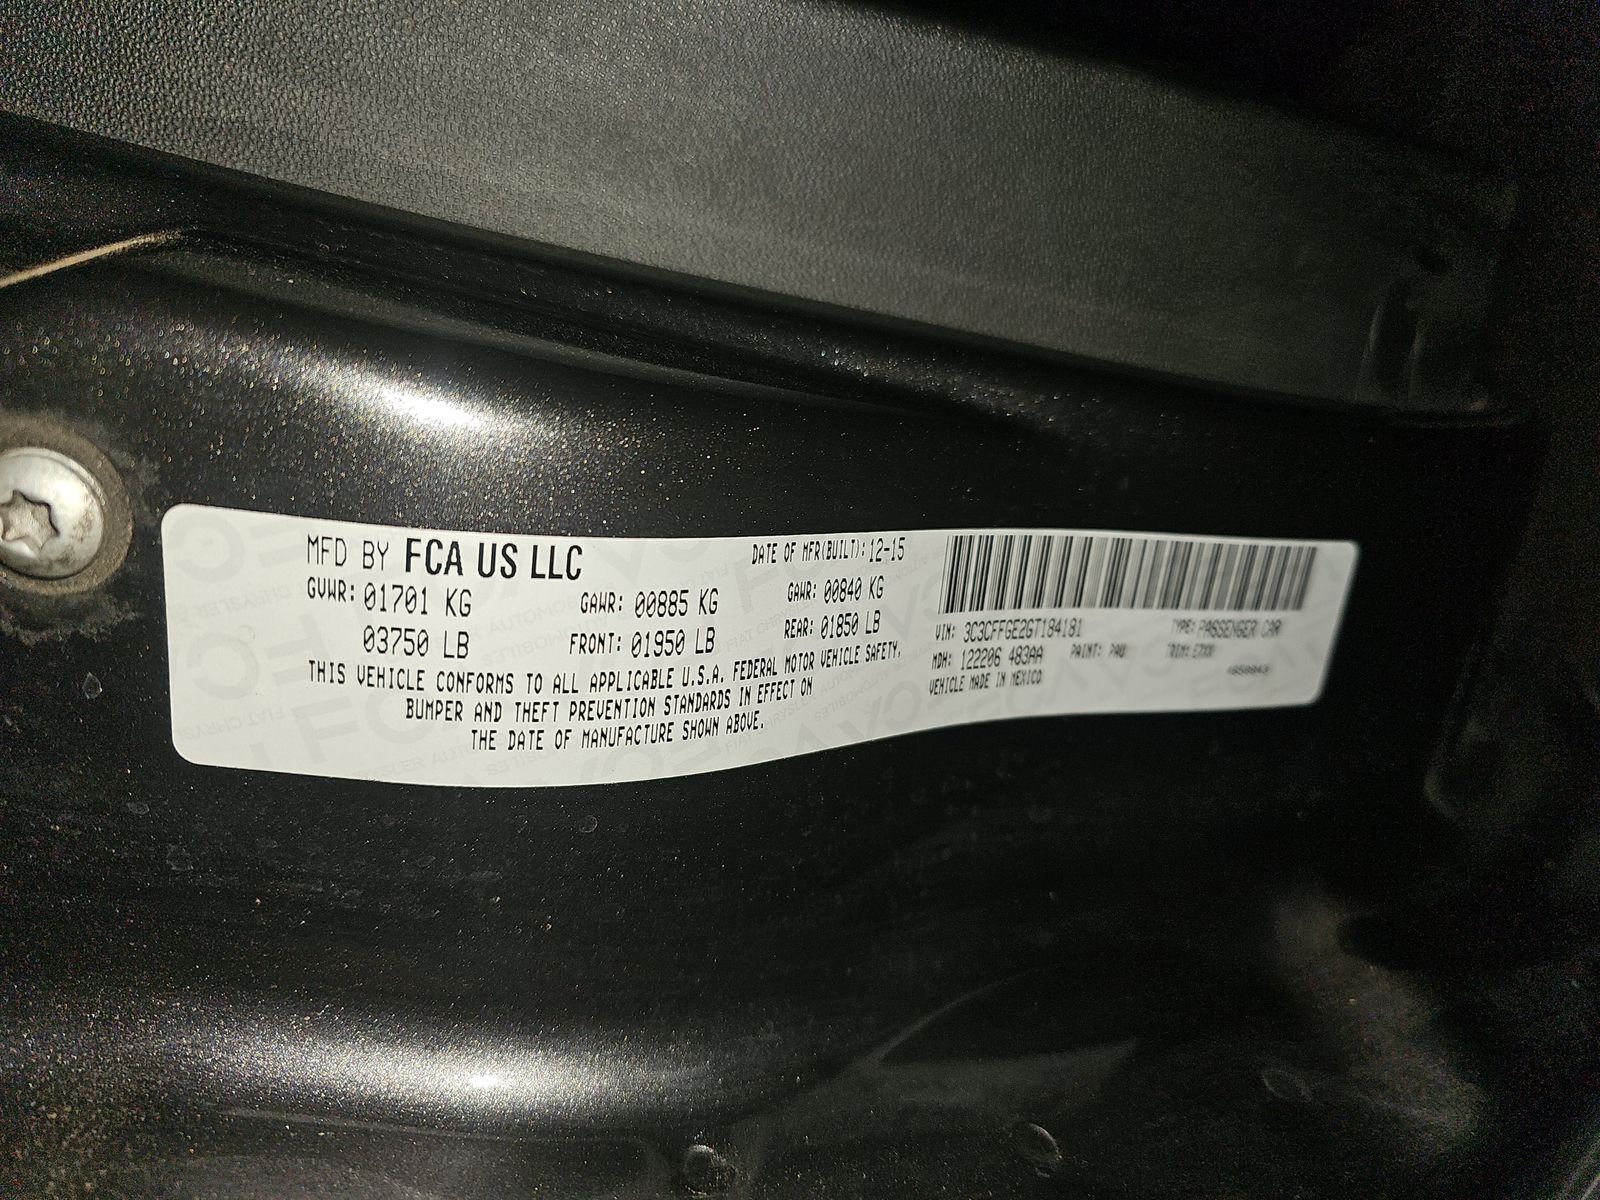 MFD BY FCA US LLC
DATE OF MFR(BUILT): 12-15
GVWR: 01701 KG
GAWR: 00885 KG
GAWR: 00840 KG
03750 LB
FRONT: 01950 LB
REAR: 01850 LB
THIS VEHICLE CONFORMS TO ALL APPLICABLE U.S.A. FEDERAL MOTOR VEHICLE SAFETY,
BUMPER AND THEFT PREVENTION STANDARDS IN EFFECT ON
THE DATE OF MANUFACTURE SHOWN ABOVE.
VIN: 3C3CFFGE2GT184181
TYPE: PASSENGER CAR
MDH: 122206 483AA
PAINT: PAU
TRIM:
VEHICLE MADE IN MEXICO